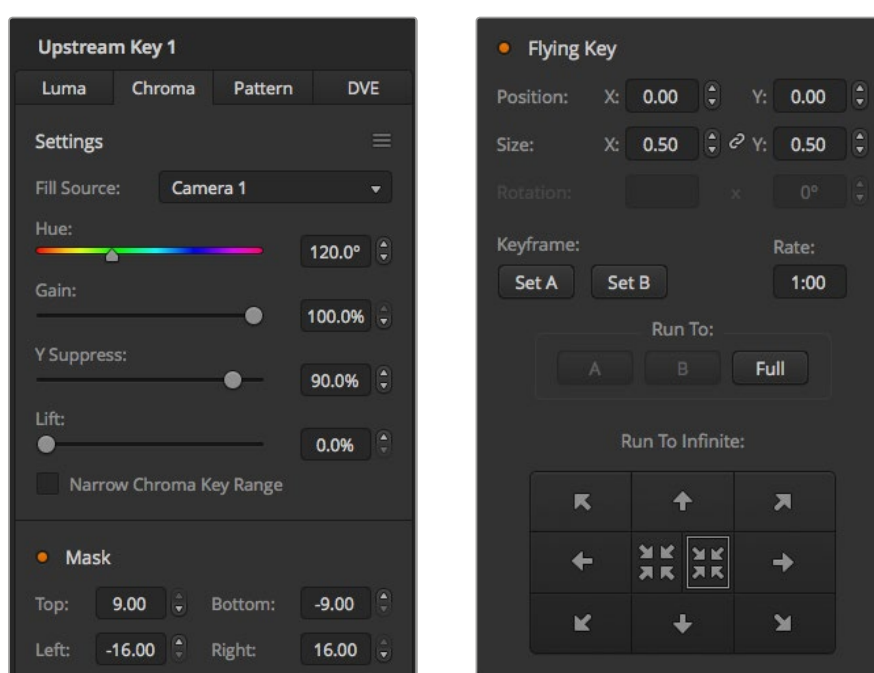 Upstream Key 1
Luma Chroma Pattern DVE
Settings
Fill Source: Camera 1
Hue:
120.0°
Gain:
100.0%
Y Suppress:
90.0%
Lift:
0.0%
Narrow Chroma Key Range
Mask
Top: 9.00 Bottom: -9.00
Left: -16.00 Right: 16.00
Flying Key
Position: X: 0.00 Y: 0.00
Size: X: 0.50 Y: 0.50
Rotation: x 0°
Keyframe: Rate:
Set A Set B 1:00
Run To:
A B Full
Run To Infinite: